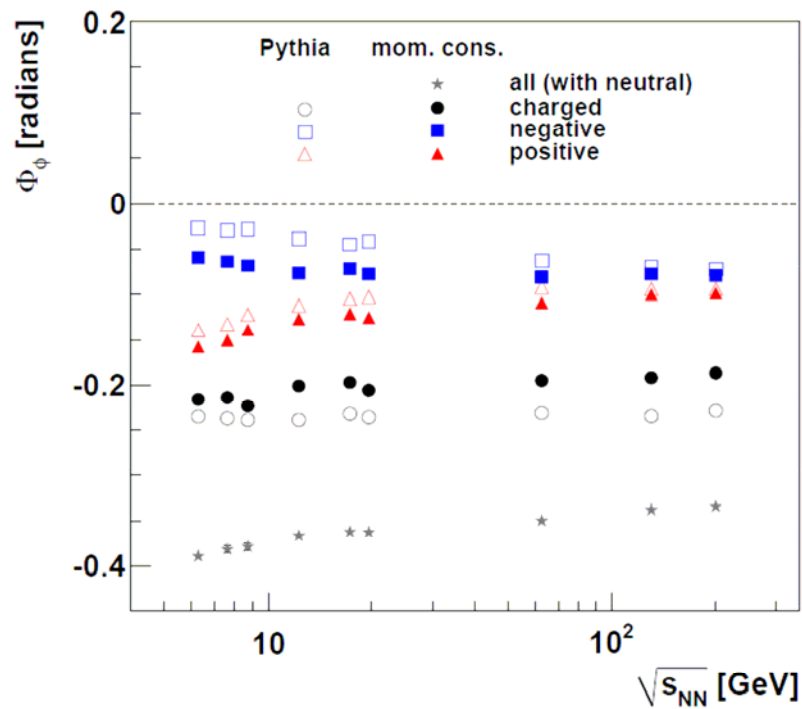 0.2
Pythia mom. cons.
all (with neutral)
charged
negative
positive
Φϕ [radians]
0
-0.2
-0.4
10 10²
√sNN [GeV]